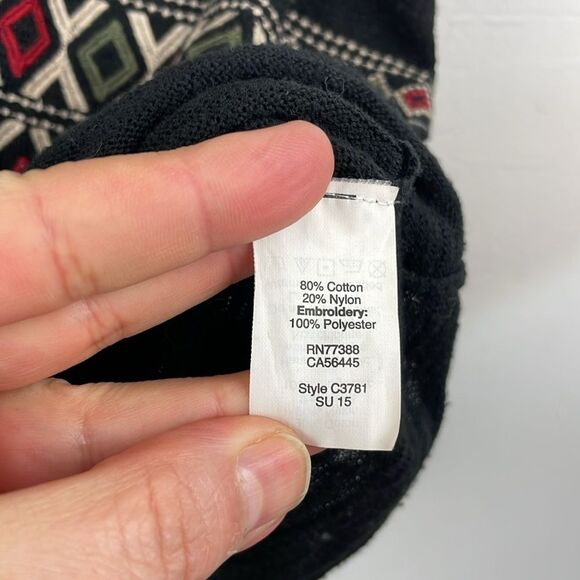 80% Cotton
20% Nylon
Embroidery:
100% Polyester
RN77388
CA56445
Style C3781
SU 15